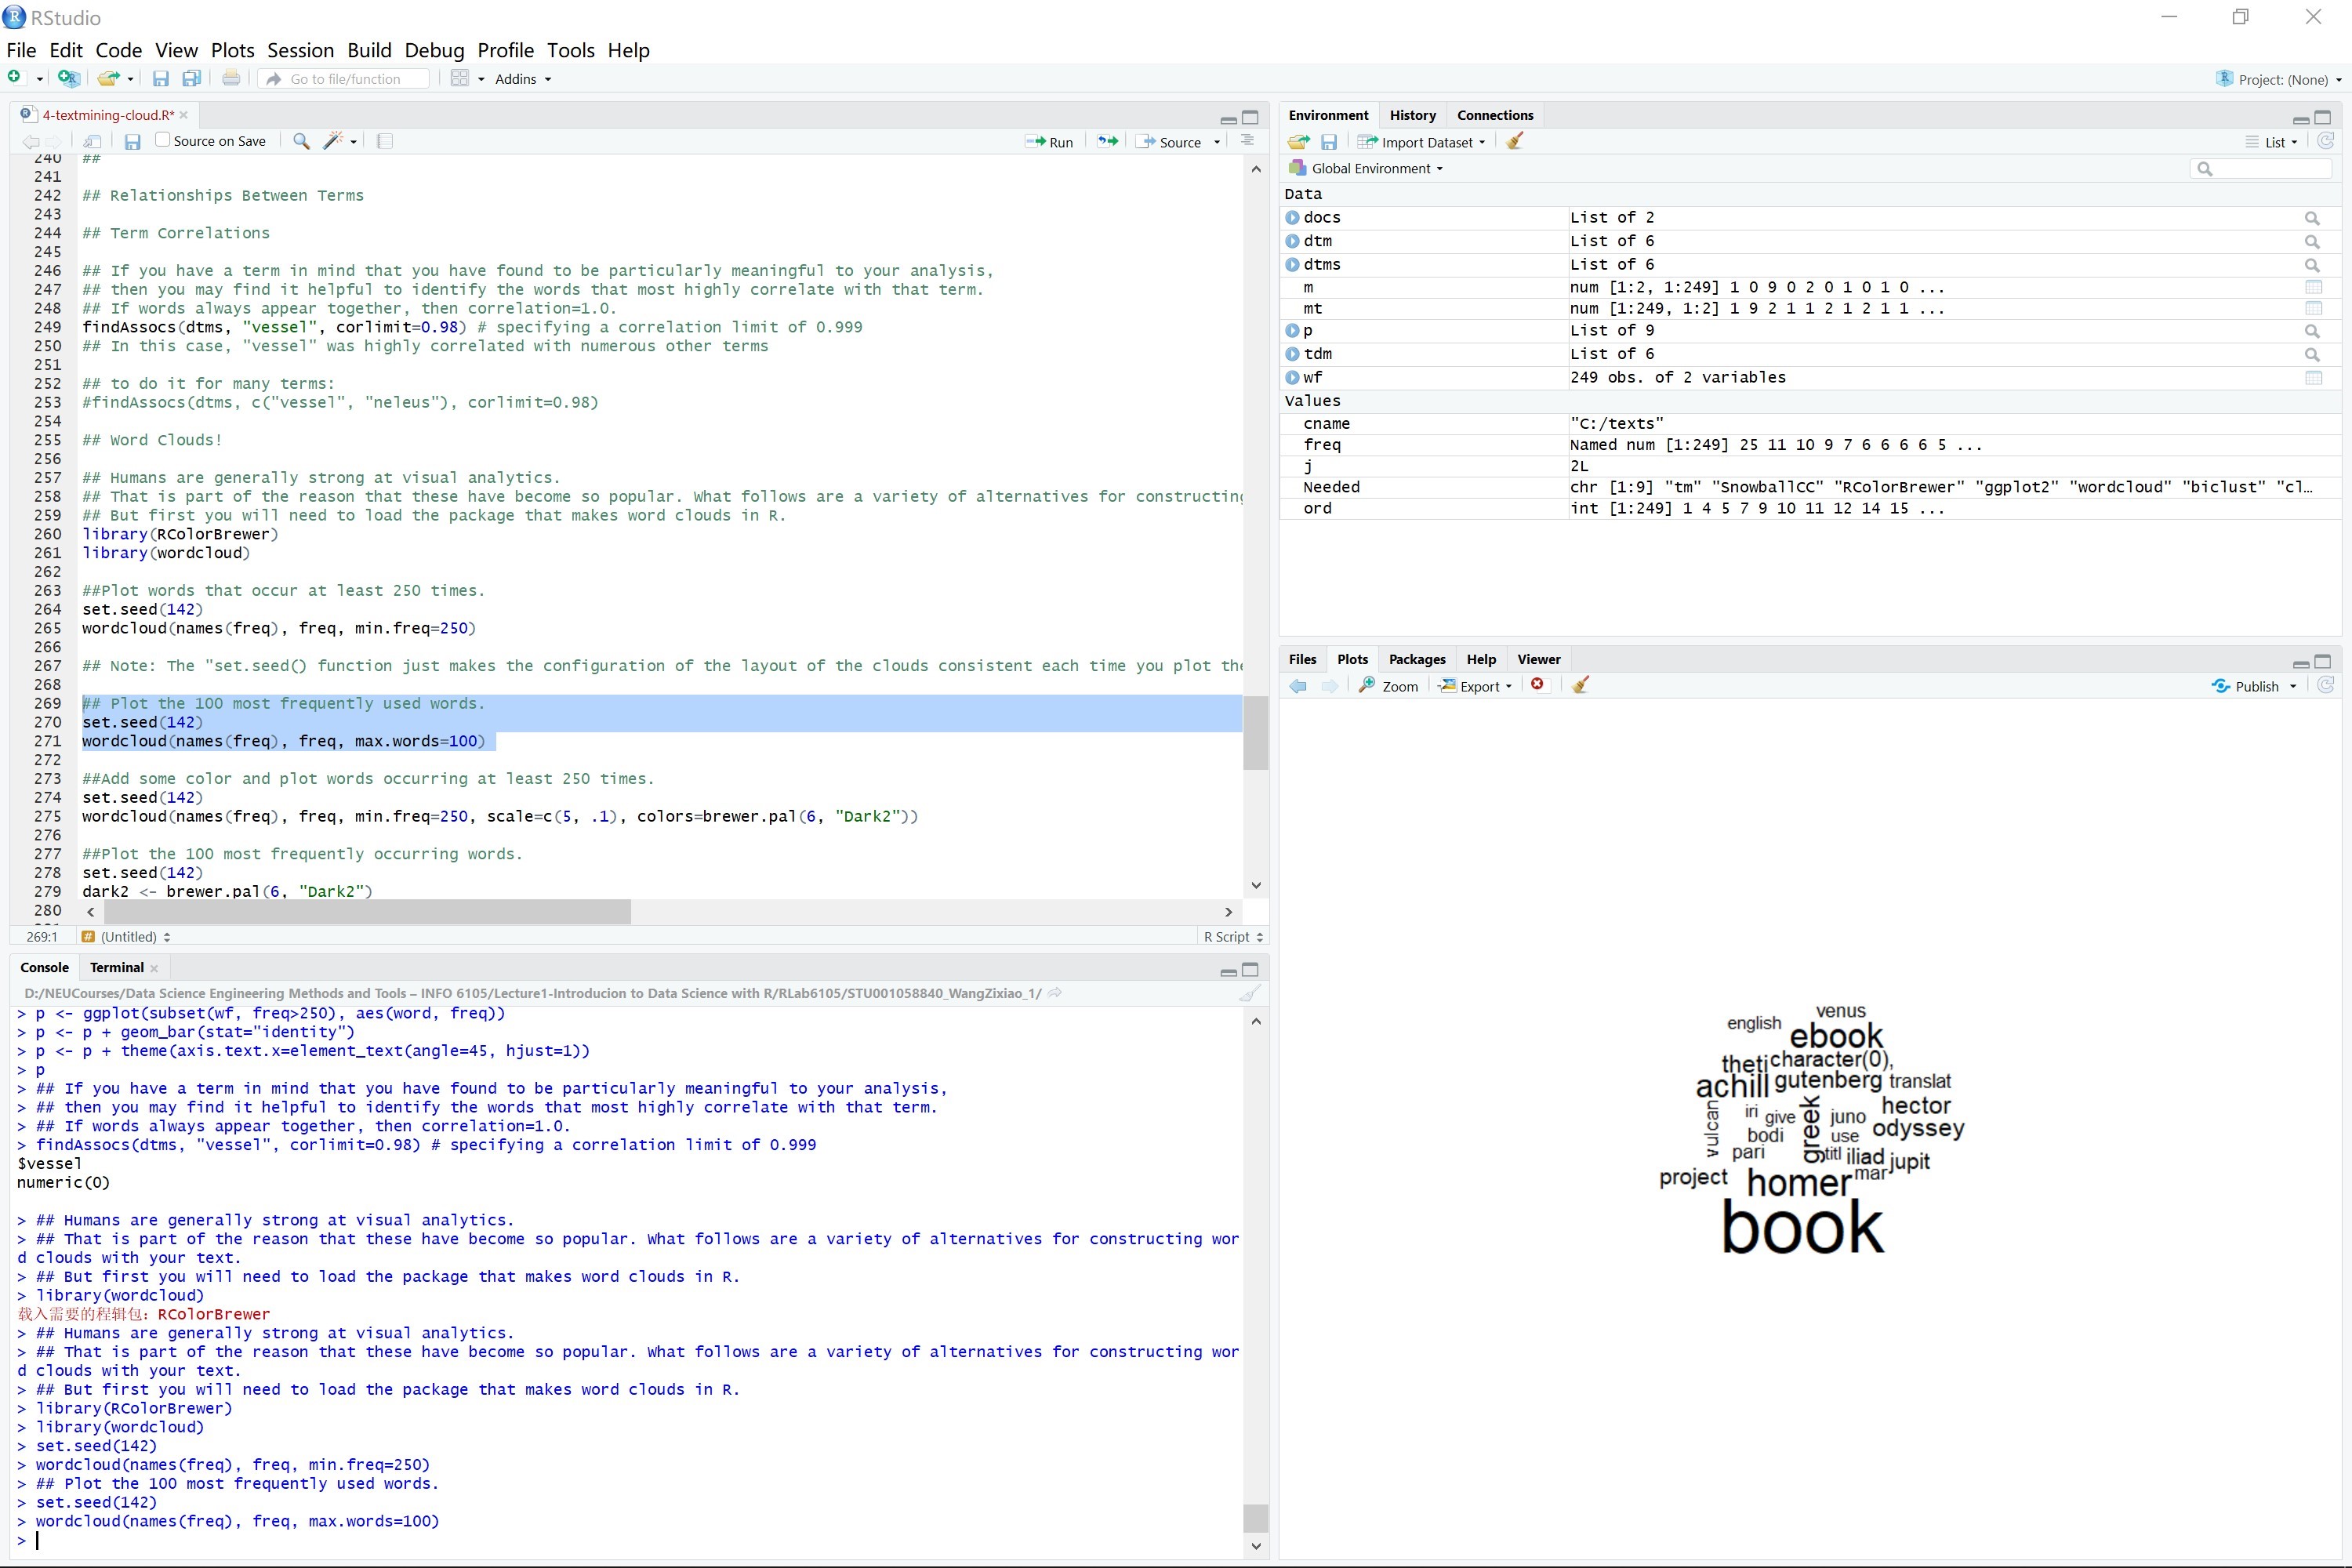 RStudio
File Edit Code View Plots Session Build Debug Profile Tools Help
Go to file/function
Addins
Project: (None)
4-textmining-cloud.R*
Source on Save
Run
Source
240 ##
241
242 ## Relationships Between Terms
243
244 ## Term Correlations
245
246 ## If you have a term in mind that you have found to be particularly meaningful to your analysis,
247 ## then you may find it helpful to identify the words that most highly correlate with that term.
248 ## If words always appear together, then correlation=1.0.
249 findAssocs(dtms, "vessel", corlimit=0.98) # specifying a correlation limit of 0.999
250 ## In this case, "vessel" was highly correlated with numerous other terms
251
252 ## to do it for many terms:
253 #findAssocs(dtms, c("vessel", "neleus"), corlimit=0.98)
254
255 ## Word Clouds!
256
257 ## Humans are generally strong at visual analytics.
258 ## That is part of the reason that these have become so popular. What follows are a variety of alternatives for constructing
259 ## But first you will need to load the package that makes word clouds in R.
260 library(RColorBrewer)
261 library(wordcloud)
262
263 ##Plot words that occur at least 250 times.
264 set.seed(142)
265 wordcloud(names(freq), freq, min.freq=250)
266
267 ## Note: The "set.seed() function just makes the configuration of the layout of the clouds consistent each time you plot the
268
269 ## Plot the 100 most frequently used words.
270 set.seed(142)
271 wordcloud(names(freq), freq, max.words=100)
272
273 ##Add some color and plot words occurring at least 250 times.
274 set.seed(142)
275 wordcloud(names(freq), freq, min.freq=250, scale=c(5, .1), colors=brewer.pal(6, "Dark2"))
276
277 ##Plot the 100 most frequently occurring words.
278 set.seed(142)
279 dark2 <- brewer.pal(6, "Dark2")
280
269:1 (Untitled) R Script
Console Terminal
D:/NEUCourses/Data Science Engineering Methods and Tools – INFO 6105/Lecture1-Introducion to Data Science with R/RLab6105/STU001058840_WangZixiao_1/
> p <- ggplot(subset(wf, freq>250), aes(word, freq))
> p <- p + geom_bar(stat="identity")
> p <- p + theme(axis.text.x=element_text(angle=45, hjust=1))
> p
> ## If you have a term in mind that you have found to be particularly meaningful to your analysis,
> ## then you may find it helpful to identify the words that most highly correlate with that term.
> ## If words always appear together, then correlation=1.0.
> findAssocs(dtms, "vessel", corlimit=0.98) # specifying a correlation limit of 0.999
$vessel
numeric(0)
> ## Humans are generally strong at visual analytics.
> ## That is part of the reason that these have become so popular. What follows are a variety of alternatives for constructing wor
d clouds with your text.
> ## But first you will need to load the package that makes word clouds in R.
> library(wordcloud)
载入需要的程辑包：RColorBrewer
> ## Humans are generally strong at visual analytics.
> ## That is part of the reason that these have become so popular. What follows are a variety of alternatives for constructing wor
d clouds with your text.
> ## But first you will need to load the package that makes word clouds in R.
> library(RColorBrewer)
> library(wordcloud)
> set.seed(142)
> wordcloud(names(freq), freq, min.freq=250)
> ## Plot the 100 most frequently used words.
> set.seed(142)
> wordcloud(names(freq), freq, max.words=100)
>
Environment History Connections
Import Dataset
List
Global Environment
Data
docs List of 2
dtm List of 6
dtms List of 6
m num [1:2, 1:249] 1 0 9 0 2 0 1 0 1 0 ...
mt num [1:249, 1:2] 1 9 2 1 1 2 1 2 1 1 ...
p List of 9
tdm List of 6
wf 249 obs. of 2 variables
Values
cname "C:/texts"
freq Named num [1:249] 25 11 10 9 7 6 6 6 6 5 ...
j 2L
Needed chr [1:9] "tm" "SnowballCC" "RColorBrewer" "ggplot2" "wordcloud" "biclust" "cl…
ord int [1:249] 1 4 5 7 9 10 11 12 14 15 ...
Files Plots Packages Help Viewer
Zoom Export Publish
venus
english
ebook
theti character(0),
achill gutenberg translat
vulcan iri give greek juno hector
bodi use odyssey
pari titl iliad jupit
project homer mar
book